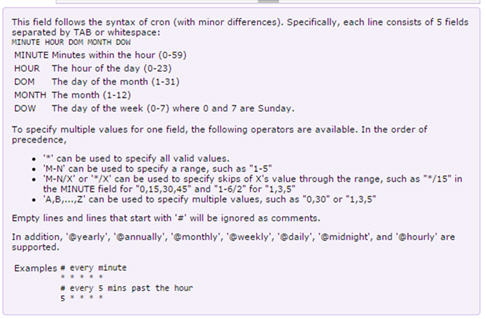 This field follows the syntax of cron (with minor differences). Specifically, each line consists of 5 fields
separated by TAB or whitespace:
MINUTE HOUR DOM MONTH DOW
MINUTE Minutes within the hour (0-59)
HOUR The hour of the day (0-23)
DOM The day of the month (1-31)
MONTH The month (1-12)
DOW The day of the week (0-7) where 0 and 7 are Sunday.
To specify multiple values for one field, the following operators are available. In the order of
precedence,
• '*' can be used to specify all valid values.
• 'M-N' can be used to specify a range, such as "1-5"
• 'M-N/X' or '*/X' can be used to specify skips of X's value through the range, such as "*/15" in
the MINUTE field for "0,15,30,45" and "1-6/2" for "1,3,5"
• 'A,B,...,Z' can be used to specify multiple values, such as "0,30" or "1,3,5"
Empty lines and lines that start with '#' will be ignored as comments.
In addition, '@yearly', '@annually', '@monthly', '@weekly', '@daily', '@midnight', and '@hourly' are
supported.
Examples # every minute
* * * * *
# every 5 mins past the hour
5 * * * *